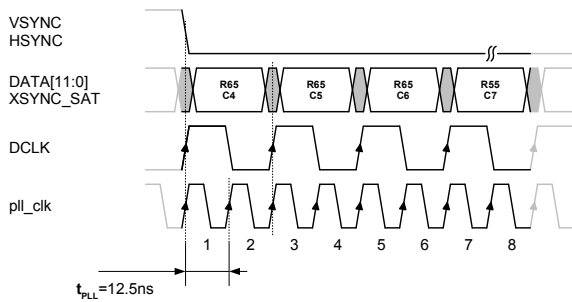 VSYNC
HSYNC
DATA[11:0]
XSYNC_SAT
R65
C4
R65
C5
R65
C6
R55
C7
DCLK
pll_clk
1 2 3 4 5 6 7 8
tPLL=12.5ns